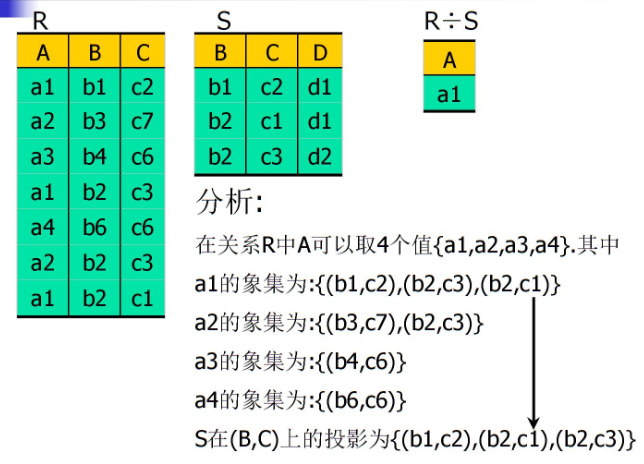 R S R÷S
A B C B C D A
a1 b1 c2 b1 c2 d1 a1
a2 b3 c7 b2 c1 d1
a3 b4 c6 b2 c3 d2
a1 b2 c3
a4 b6 c6
a2 b2 c3
a1 b2 c1
分析:
在关系R中A可以取4个值{a1,a2,a3,a4}.其中
a1的象集为:{(b1,c2),(b2,c3),(b2,c1)}
a2的象集为:{(b3,c7),(b2,c3)}
a3的象集为:{(b4,c6)}
a4的象集为:{(b6,c6)}
S在(B,C)上的投影为{(b1,c2),(b2,c1),(b2,c3)}